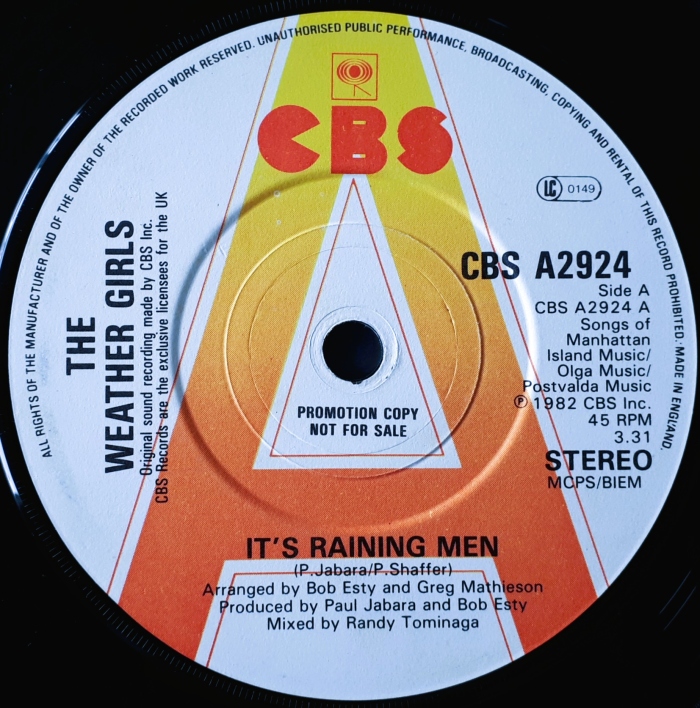 ALL RIGHTS OF THE MANUFACTURER AND OF THE OWNER OF THE RECORDED WORK RESERVED. UNAUTHORISED PUBLIC PERFORMANCE, BROADCASTING, COPYING AND RENTAL OF THIS RECORD PROHIBITED. MADE IN ENGLAND.
CBS
LC 0149
THE
WEATHER GIRLS
Original sound recording made by CBS Inc.
CBS Records are the exclusive licensees for the UK
CBS A2924
Side A
CBS A2924 A
Songs of
Manhattan
Island Music/
Olga Music/
Postvalda Music
℗ 1982 CBS Inc.
45 RPM
3.31
STEREO
MCPS/BIEM
PROMOTION COPY
NOT FOR SALE
A
IT'S RAINING MEN
(P.Jabara/P.Shaffer)
Arranged by Bob Esty and Greg Mathieson
Produced by Paul Jabara and Bob Esty
Mixed by Randy Tominaga